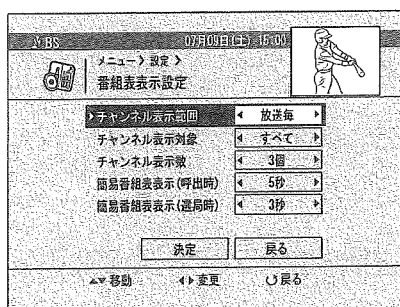 BS 07月09日(土) 15:00
メニュー〉設定〉
番組表表示設定
チャンネル表示範囲 放送毎
チャンネル表示対象 すべて
チャンネル表示数 3個
簡易番組表表示(呼出時) 5秒
簡易番組表表示(選局時) 3秒
決定 戻る
移動 変更 戻る